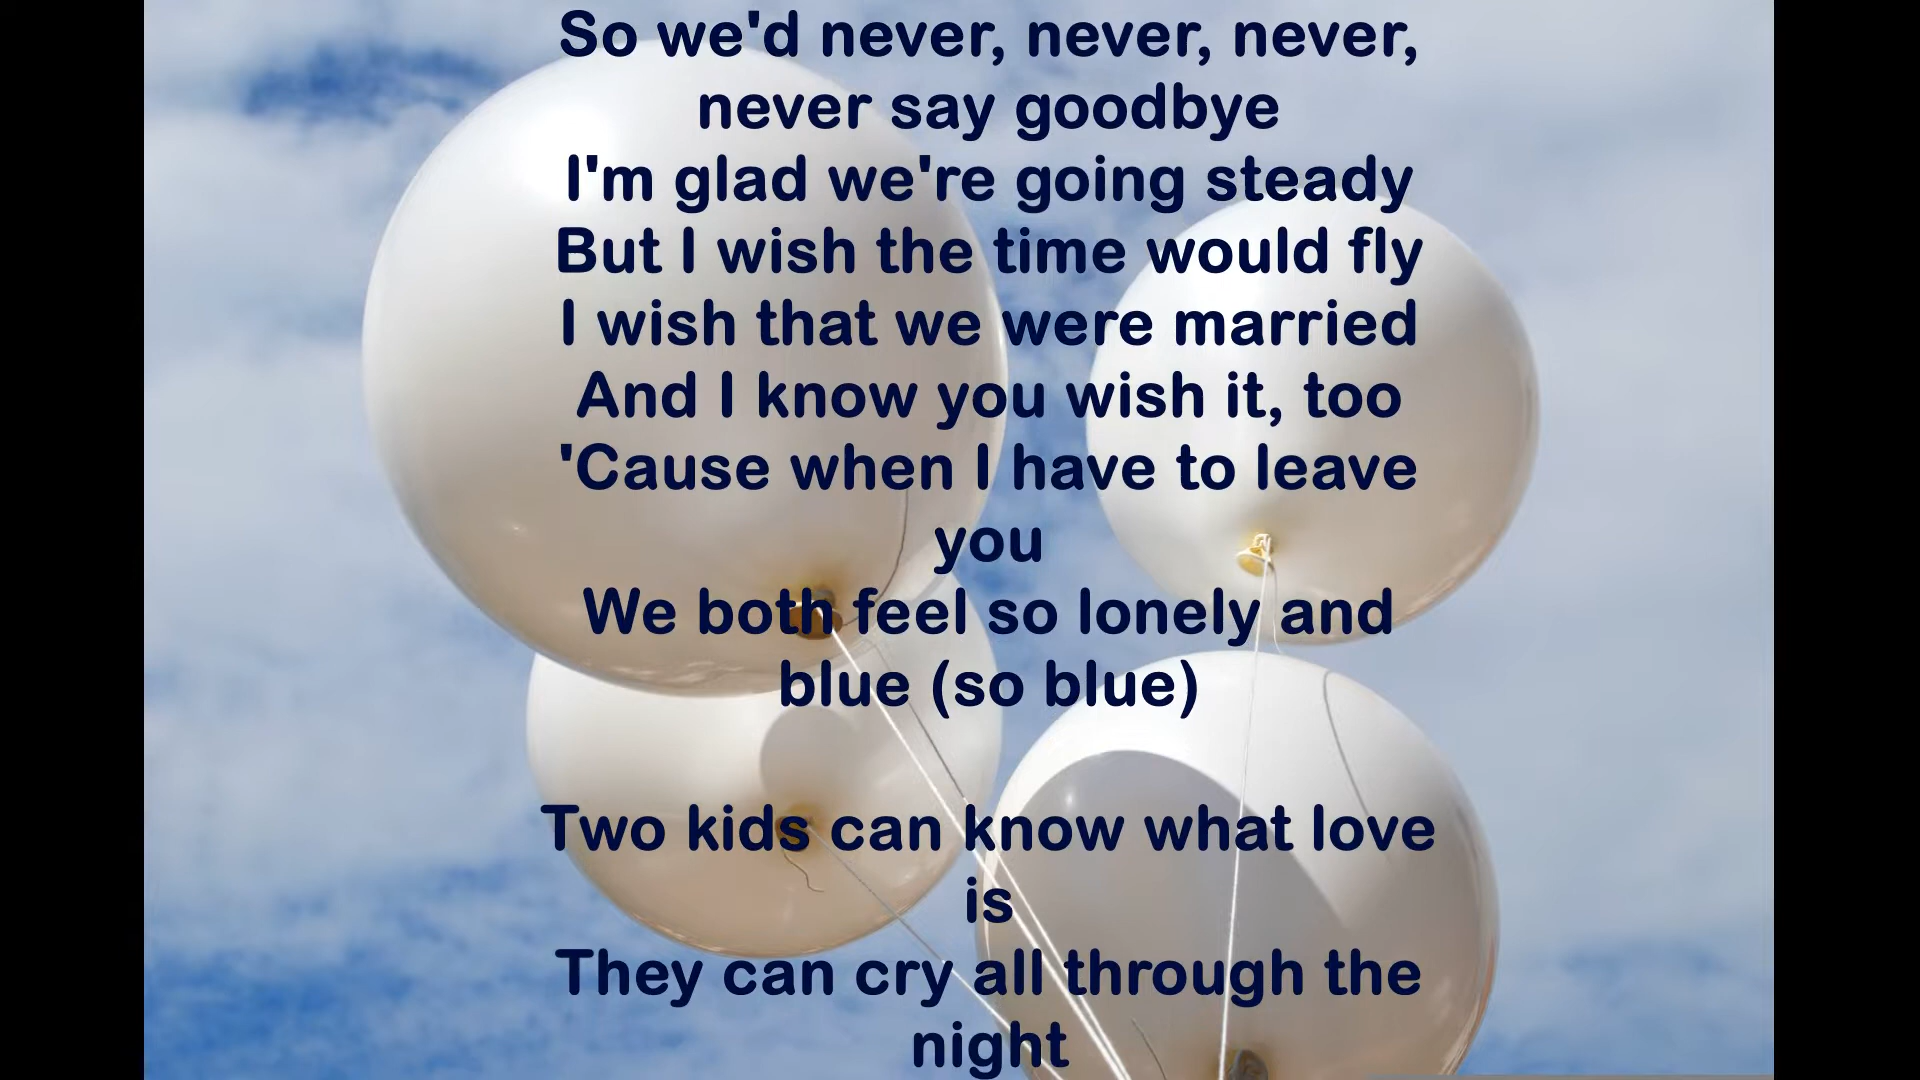 So we'd never, never, never,
never say goodbye
I'm glad we're going steady
But I wish the time would fly
I wish that we were married
And I know you wish it, too
'Cause when I have to leave
you
We both feel so lonely and
blue (so blue)
Two kids can know what love
is
They can cry all through the
night